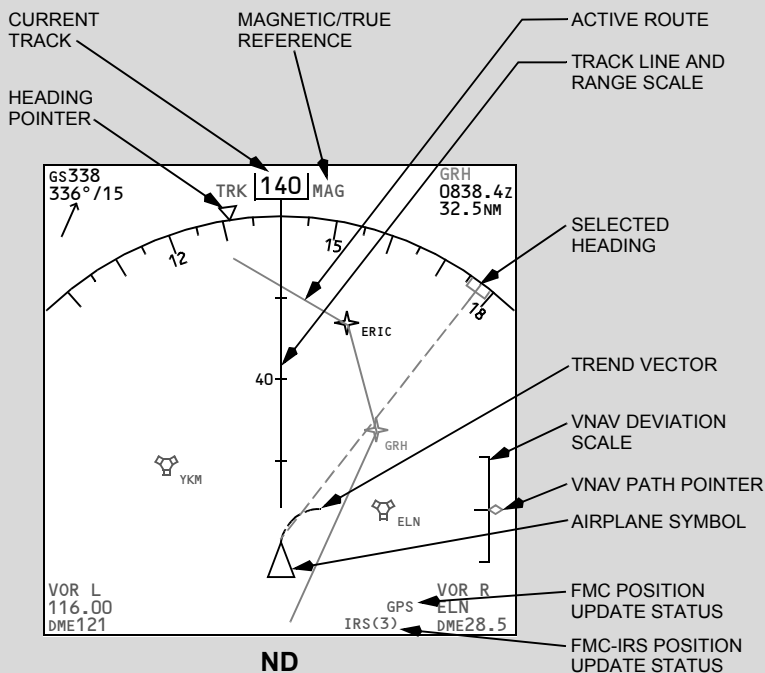 CURRENT
TRACK
MAGNETIC/TRUE
REFERENCE
ACTIVE ROUTE
TRACK LINE AND
RANGE SCALE
HEADING
POINTER
GS338
336°/15
TRK 140 MAG
GRH
0838.4Z
32.5NM
SELECTED
HEADING
12
15
18
ERIC
40
TREND VECTOR
GRH
VNAV DEVIATION
SCALE
YKM
VNAV PATH POINTER
ELN
AIRPLANE SYMBOL
VOR L
116.00
DME121
GPS
IRS(3)
VOR R
ELN
DME28.5
FMC POSITION
UPDATE STATUS
FMC-IRS POSITION
UPDATE STATUS
ND